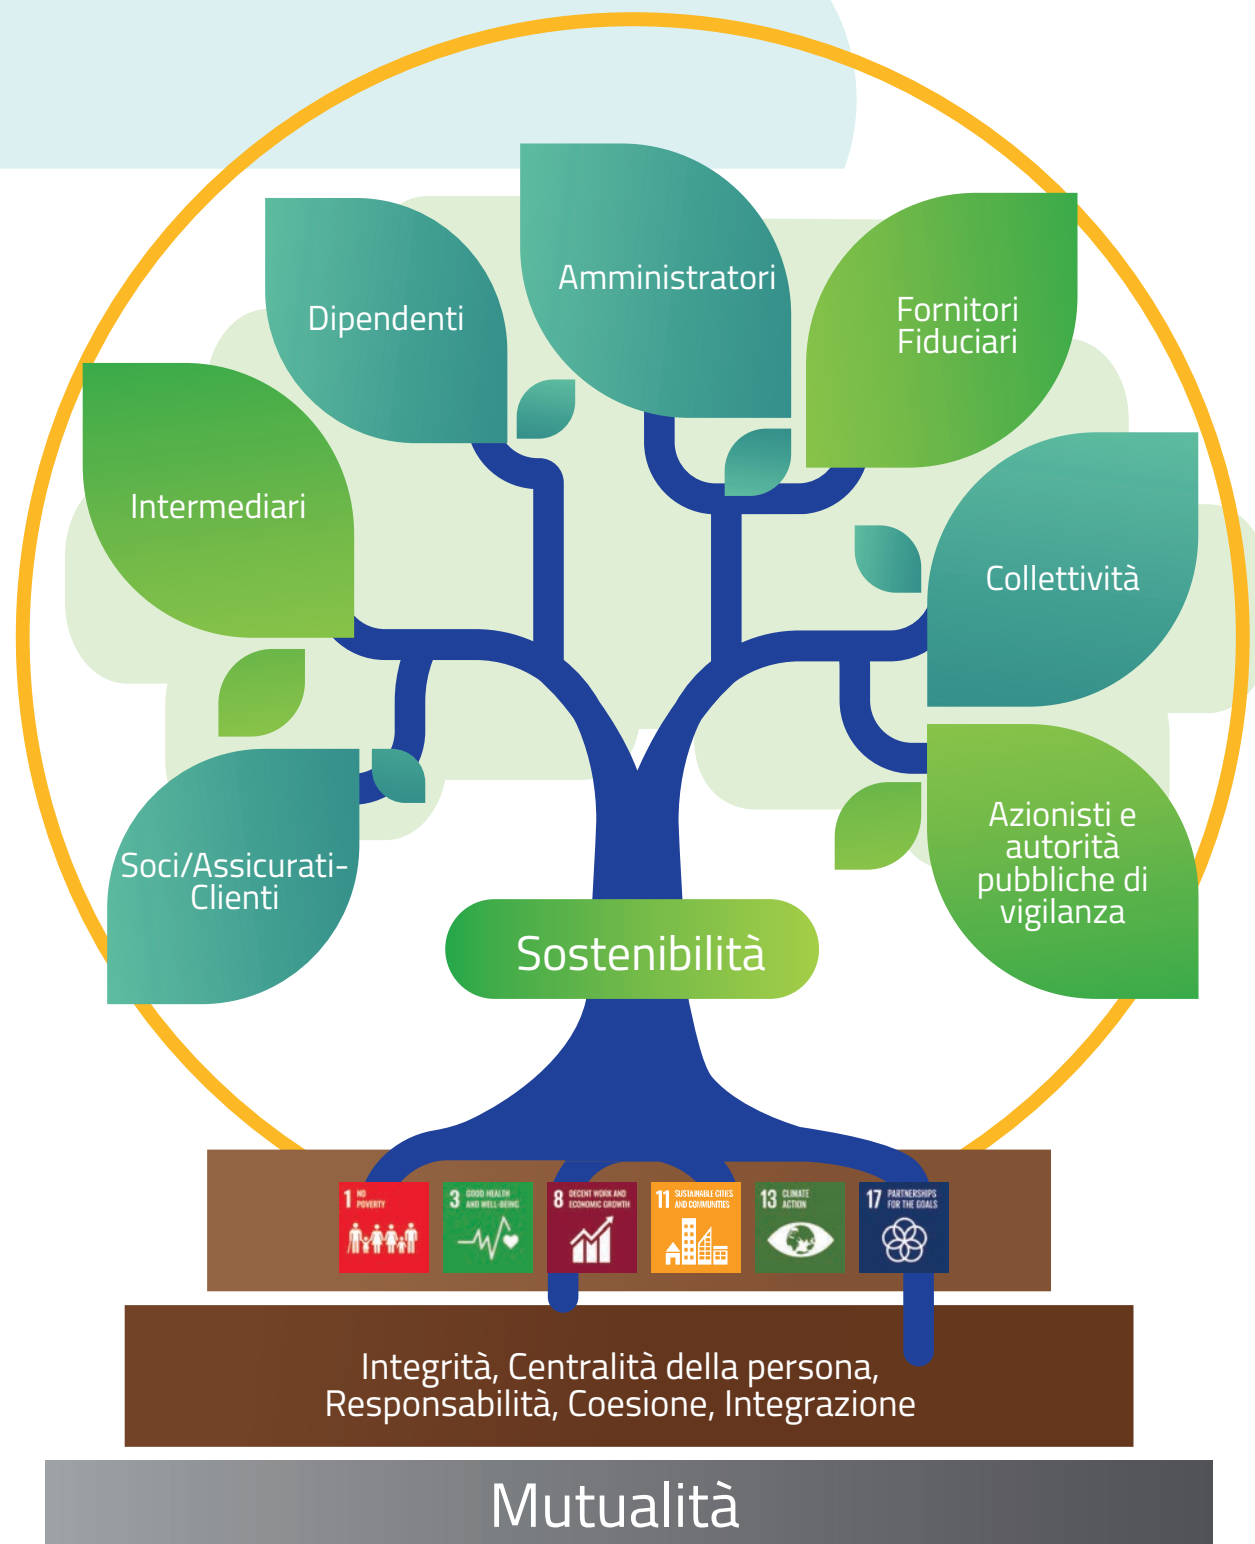 Amministratori
Dipendenti
Fornitori
Fiduciari
Intermediari
Collettività
Soci/Assicurati-
Clienti
Azionisti e
autorità
pubbliche di
vigilanza
Sostenibilità
1 NO
POVERTY
3 GOOD HEALTH
AND WELL-BEING
8 DECENT WORK AND
ECONOMIC GROWTH
11 SUSTAINABLE CITIES
AND COMMUNITIES
13 CLIMATE
ACTION
17 PARTNERSHIPS
FOR THE GOALS
Integrità, Centralità della persona,
Responsabilità, Coesione, Integrazione
Mutualità